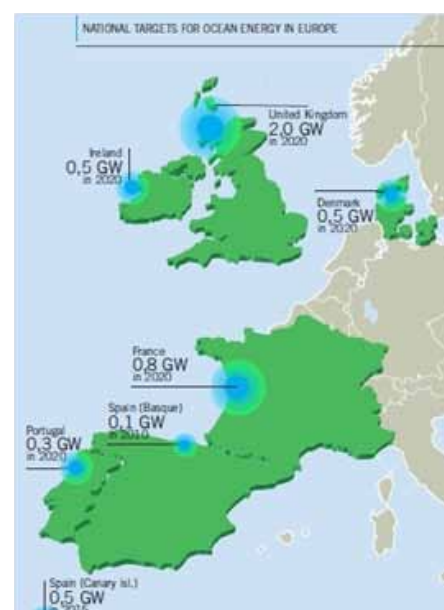 NATIONAL TARGETS FOR OCEAN ENERGY IN EUROPE
United Kingdom
2,0 GW
in 2020
Ireland
0,5 GW
in 2020
Denmark
0,5 GW
in 2020
France
0,8 GW
in 2020
Spain (Basque)
0,1 GW
in 2010
Portugal
0,3 GW
in 2020
Spain (Canary isl.)
0,5 GW
in 2015